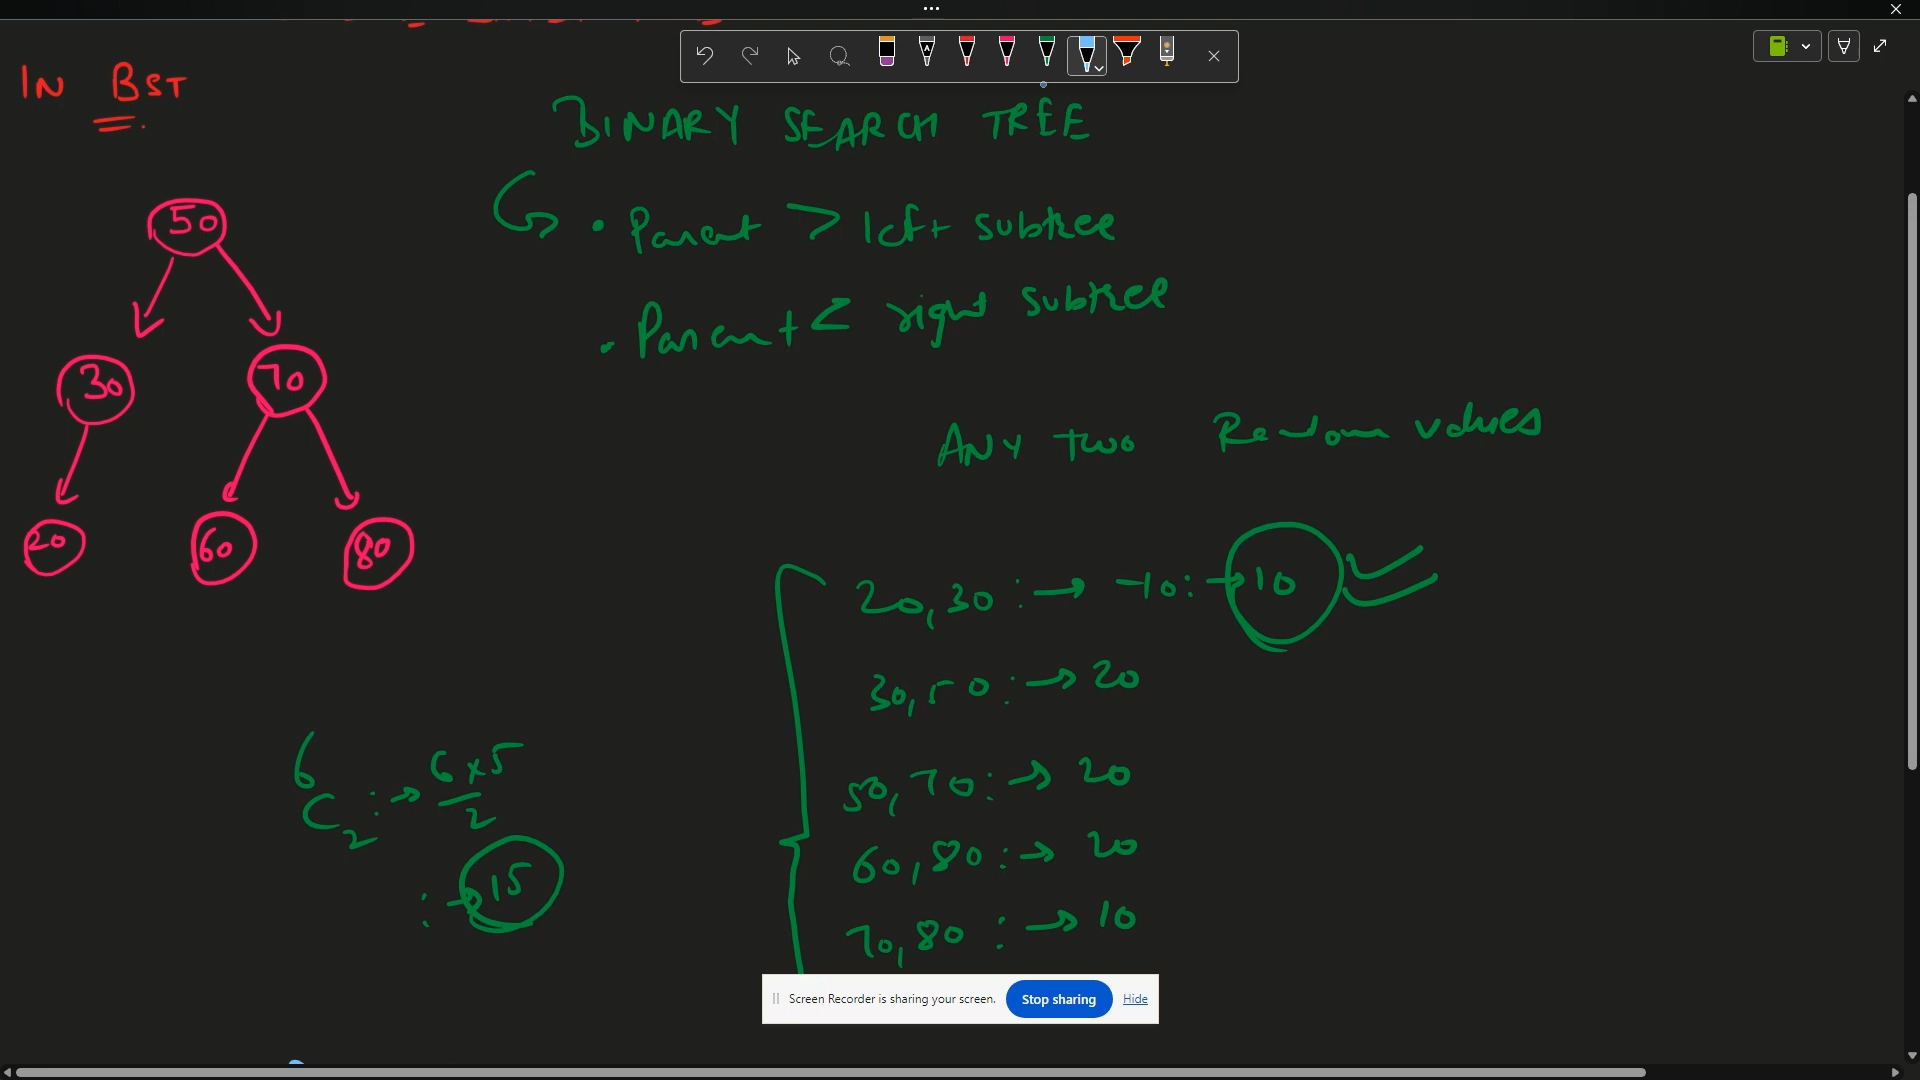 IN BST
BINARY SEARCH TREE
• Parent > left subtree
• Parent < right subtree
50
30
70
20
60
80
ANY TWO Random values
20,30 :→ -10 :→ 10
30,50 :→ 20
50,70 :→ 20
60,80 :→ 20
70,80 :→ 10
6C2 :→ 6x5
2
:→ 15
Screen Recorder is sharing your screen.
Stop sharing
Hide